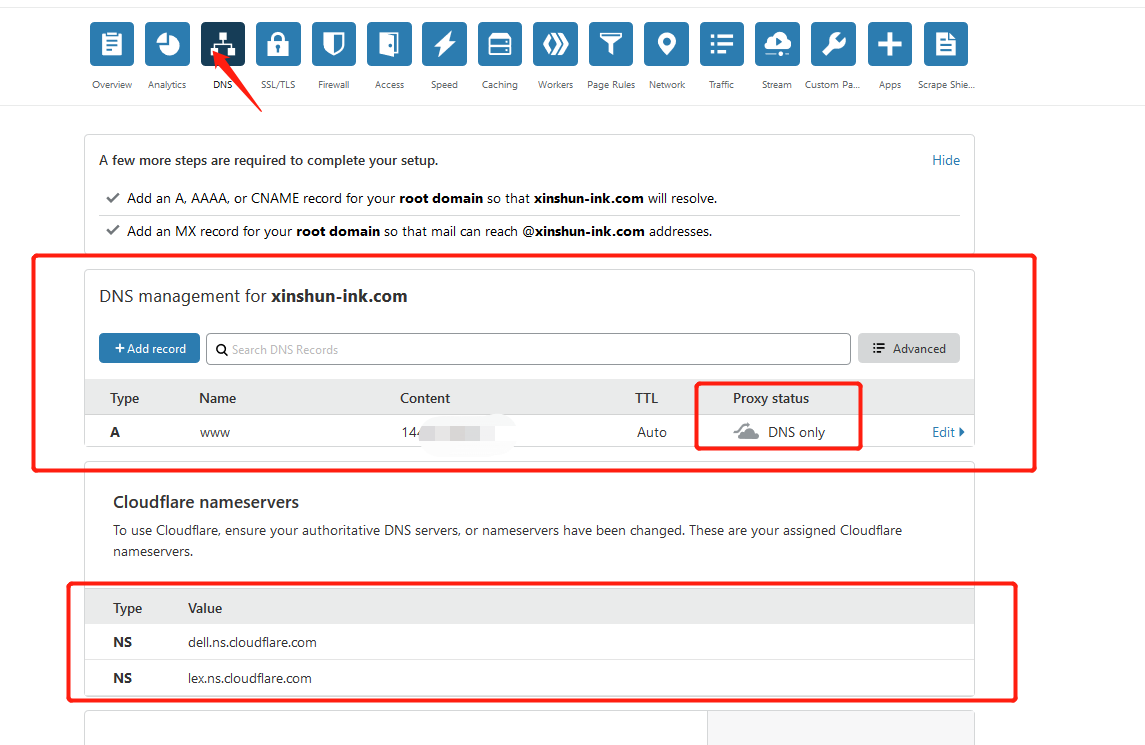 Overview Analytics DNS SSL/TLS Firewall Access Speed Caching Workers Page Rules Network Traffic Stream Custom Pa... Apps Scrape Shie...
A few more steps are required to complete your setup. Hide
Add an A, AAAA, or CNAME record for your root domain so that xinshun-ink.com will resolve.
Add an MX record for your root domain so that mail can reach @xinshun-ink.com addresses.
DNS management for xinshun-ink.com
+ Add record Search DNS Records Advanced
Type Name Content TTL Proxy status
A www 14 Auto DNS only Edit
Cloudflare nameservers
To use Cloudflare, ensure your authoritative DNS servers, or nameservers have been changed. These are your assigned Cloudflare
nameservers.
Type Value
NS dell.ns.cloudflare.com
NS lex.ns.cloudflare.com